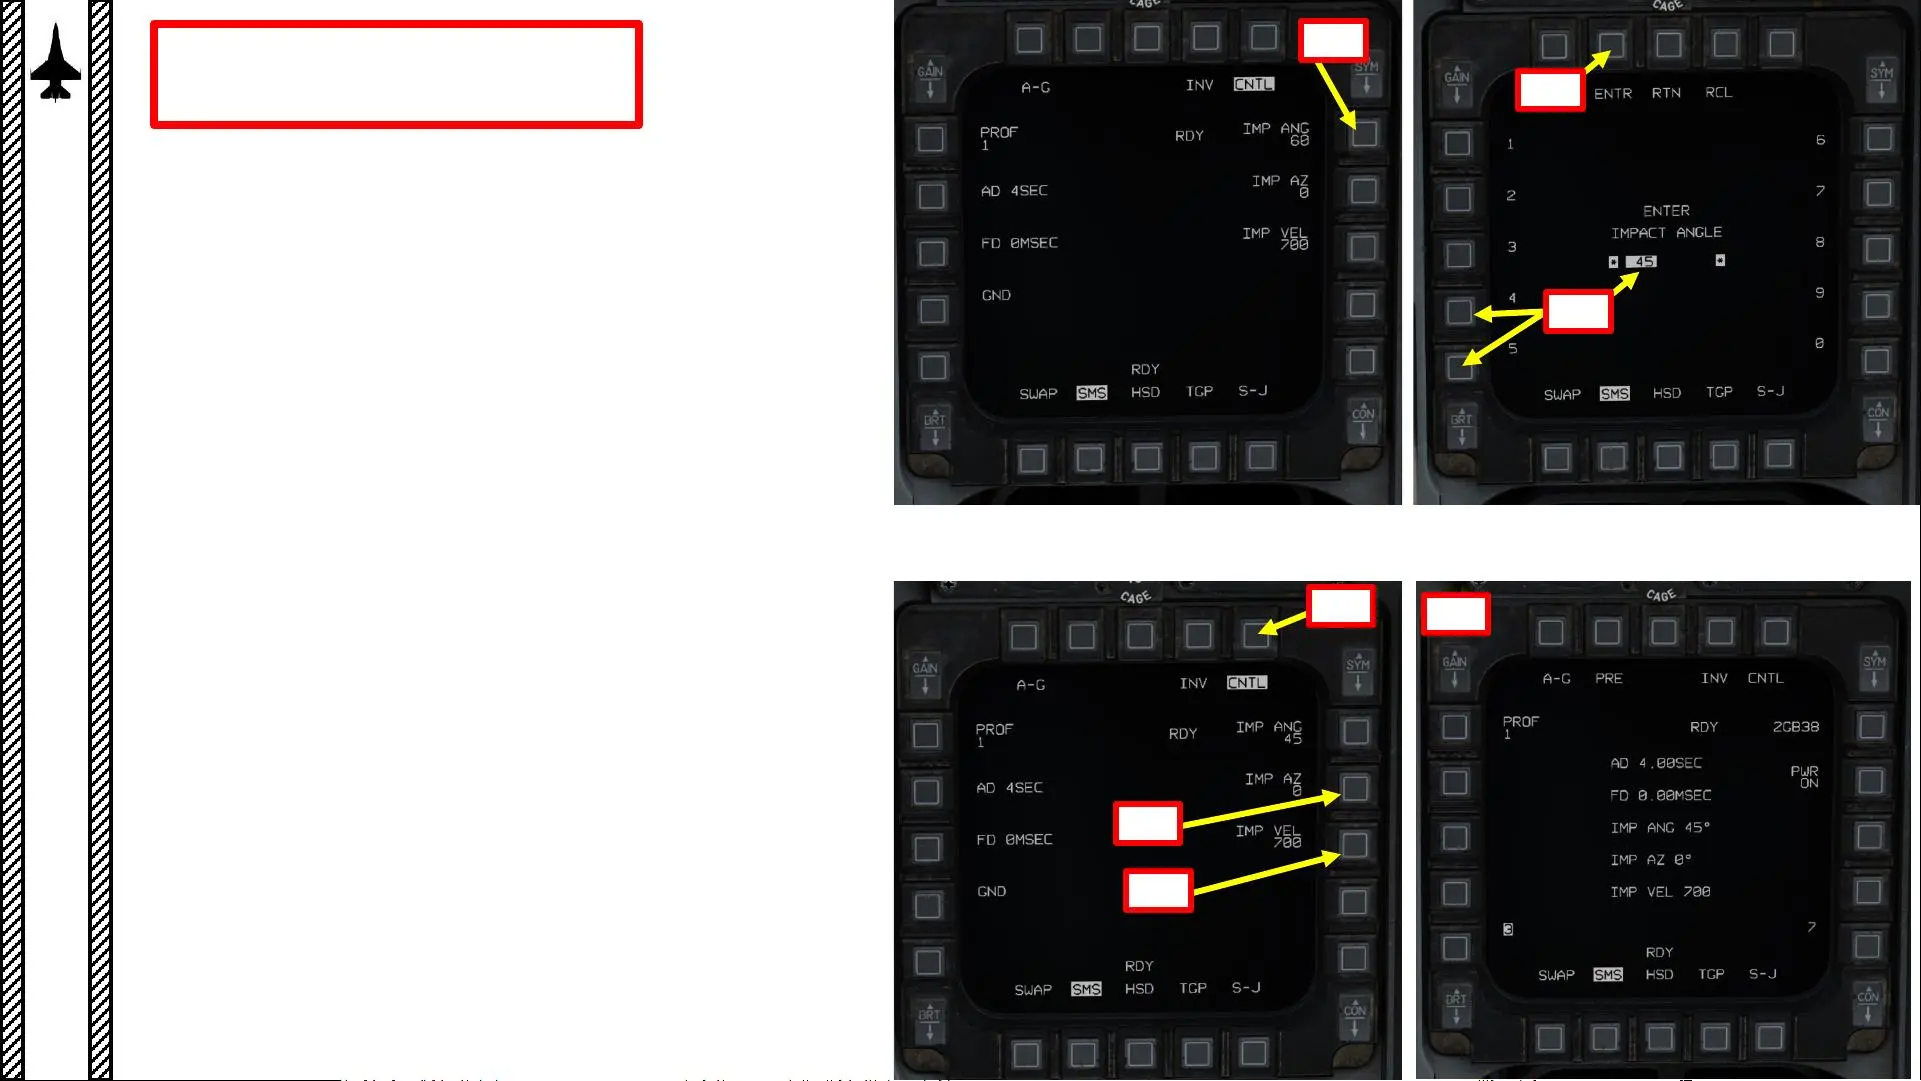 CAGE
GAIN
SYM
A-G INV CNTL
PROF
1
RDY
IMP ANG
60
AD 4SEC
IMP AZ
0
FD 0MSEC
IMP VEL
700
GND
RDY
SWAP SMS HSD TGP S-J
BRT
CON
CAGE
GAIN
SYM
ENTR RTN RCL
1 6
2 7
ENTER
IMPACT ANGLE
3 8
* 45 *
4 9
5 0
SWAP SMS HSD TGP S-J
BRT
CON
CAGE
GAIN
SYM
A-G INV CNTL
PROF
1
RDY
IMP ANG
45
AD 4SEC
IMP AZ
0
FD 0MSEC
IMP VEL
700
GND
RDY
SWAP SMS HSD TGP S-J
BRT
CON
CAGE
GAIN
SYM
A-G PRE INV CNTL
PROF
1
RDY 2GB38
AD 4.00SEC
PWR
ON
FD 0.00MSEC
IMP ANG 45°
IMP AZ 0°
IMP VEL 700
3 7
RDY
SWAP SMS HSD TGP S-J
BRT
CON